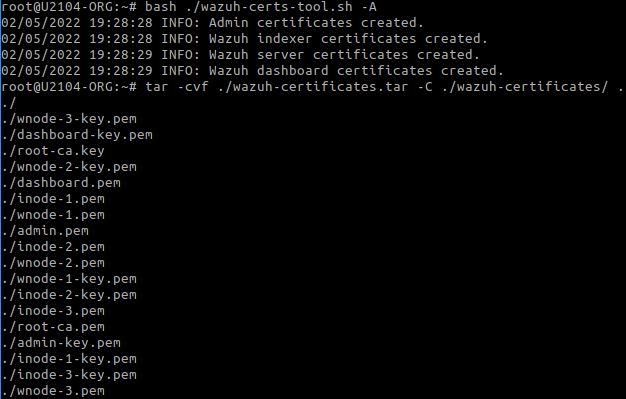 root@U2104-ORG:~# bash ./wazuh-certs-tool.sh -A
02/05/2022 19:28:28 INFO: Admin certificates created.
02/05/2022 19:28:28 INFO: Wazuh indexer certificates created.
02/05/2022 19:28:29 INFO: Wazuh server certificates created.
02/05/2022 19:28:29 INFO: Wazuh dashboard certificates created.
root@U2104-ORG:~# tar -cvf ./wazuh-certificates.tar -C ./wazuh-certificates/ .
./
./wnode-3-key.pem
./dashboard-key.pem
./root-ca.key
./wnode-2-key.pem
./dashboard.pem
./inode-1.pem
./wnode-1.pem
./admin.pem
./inode-2.pem
./wnode-2.pem
./wnode-1-key.pem
./inode-2-key.pem
./inode-3.pem
./root-ca.pem
./admin-key.pem
./inode-1-key.pem
./inode-3-key.pem
./wnode-3.pem